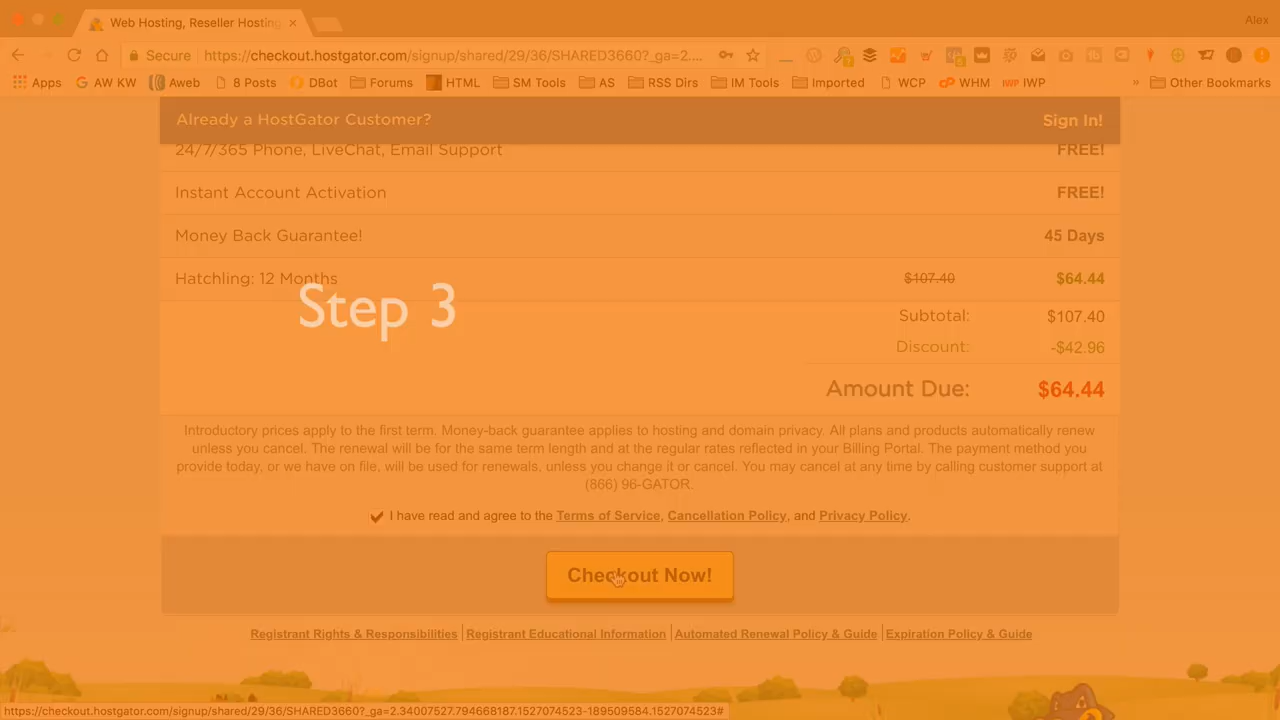 Web Hosting, Reseller Hosting
Alex
Secure https://checkout.hostgator.com/signup/shared/29/36/SHARED3660?_ga=2....
Apps AW KW Aweb 8 Posts DBot Forums HTML SM Tools AS RSS Dirs IM Tools Imported WCP WHM IWP » Other Bookmarks
Already a HostGator Customer? Sign In!
24/7/365 Phone, LiveChat, Email Support FREE!
Instant Account Activation FREE!
Money Back Guarantee! 45 Days
Hatchling: 12 Months $107.40 $64.44
Step 3
Subtotal: $107.40
Discount: -$42.96
Amount Due: $64.44
Introductory prices apply to the first term. Money-back guarantee applies to hosting and domain privacy. All plans and products automatically renew
unless you cancel. The renewal will be for the same term length and at the regular rates reflected in your Billing Portal. The payment method you
provide today, or we have on file, will be used for renewals, unless you change it or cancel. You may cancel at any time by calling customer support at
(866) 96-GATOR.
I have read and agree to the Terms of Service, Cancellation Policy, and Privacy Policy.
Checkout Now!
Registrant Rights & Responsibilities Registrant Educational Information Automated Renewal Policy & Guide Expiration Policy & Guide
https://checkout.hostgator.com/signup/shared/29/36/SHARED3660?_ga=2.34007527.794668187.1527074523-189509584.1527074523#